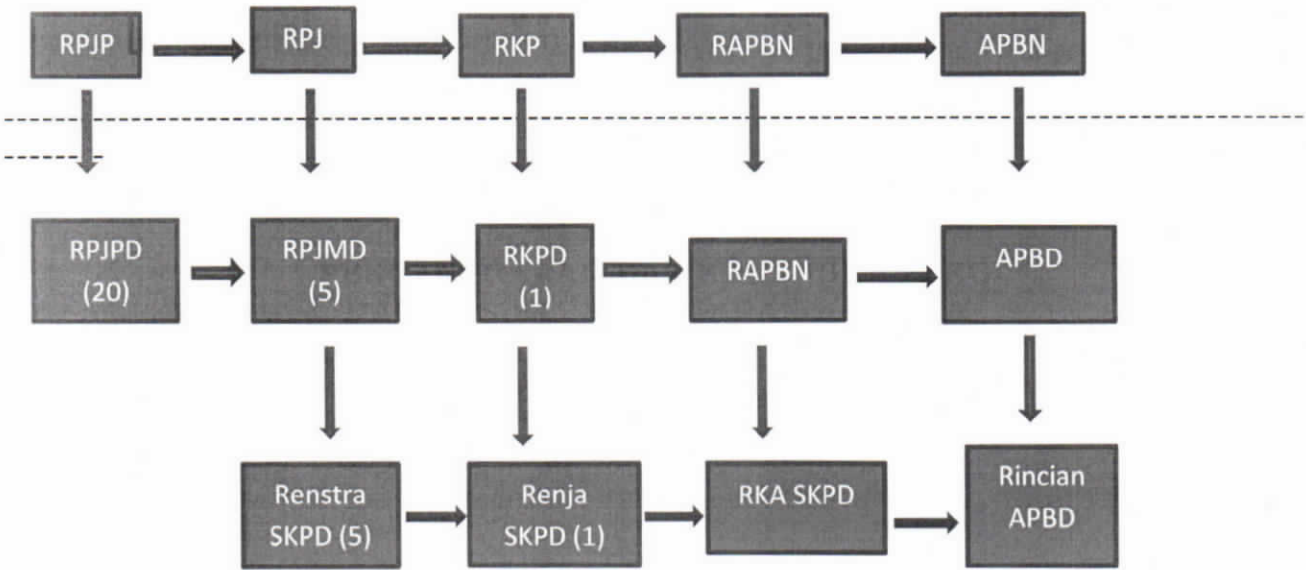 RPJP
RPJ
RKP
RAPBN
APBN
RPJPD
(20)
RPJMD
(5)
RKPD
(1)
RAPBN
APBD
Renstra
SKPD (5)
Renja
SKPD (1)
RKA SKPD
Rincian
APBD